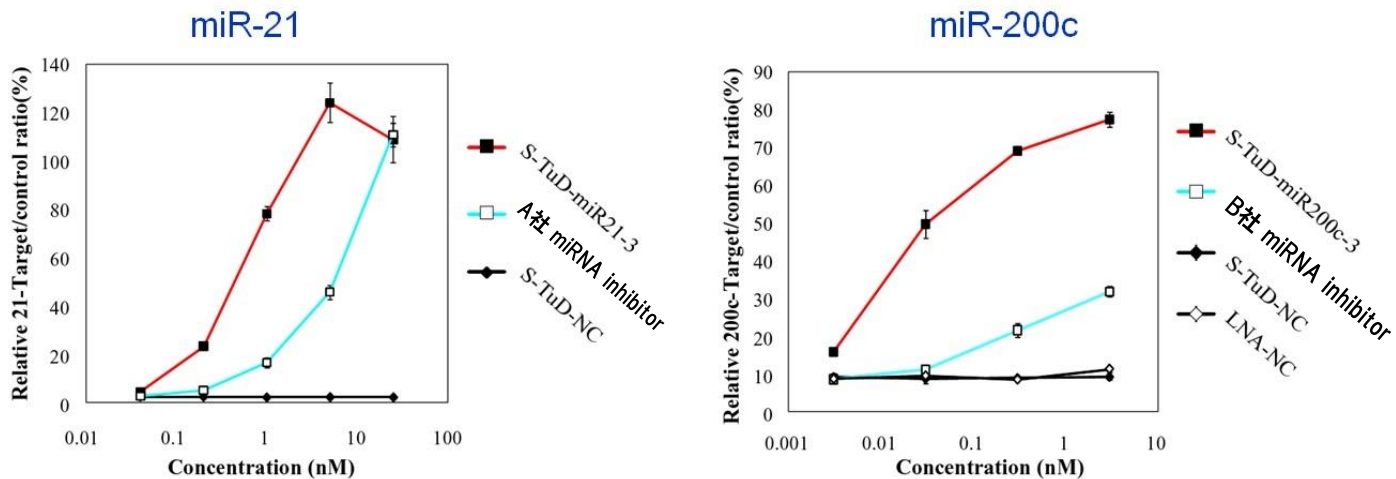 miR-21
Relative 21-Target/control ratio(%)
140
120
100
80
60
40
20
0
0.01
0.1
1
10
100
Concentration (nM)
S-TuD-miR21-3
A社 miRNA inhibitor
S-TuD-NC
miR-200c
Relative 200c-Target/control ratio(%)
90
80
70
60
50
40
30
20
10
0
0.001
0.01
0.1
1
10
Concentration (nM)
S-TuD-miR200c-3
B社 miRNA inhibitor
S-TuD-NC
LNA-NC